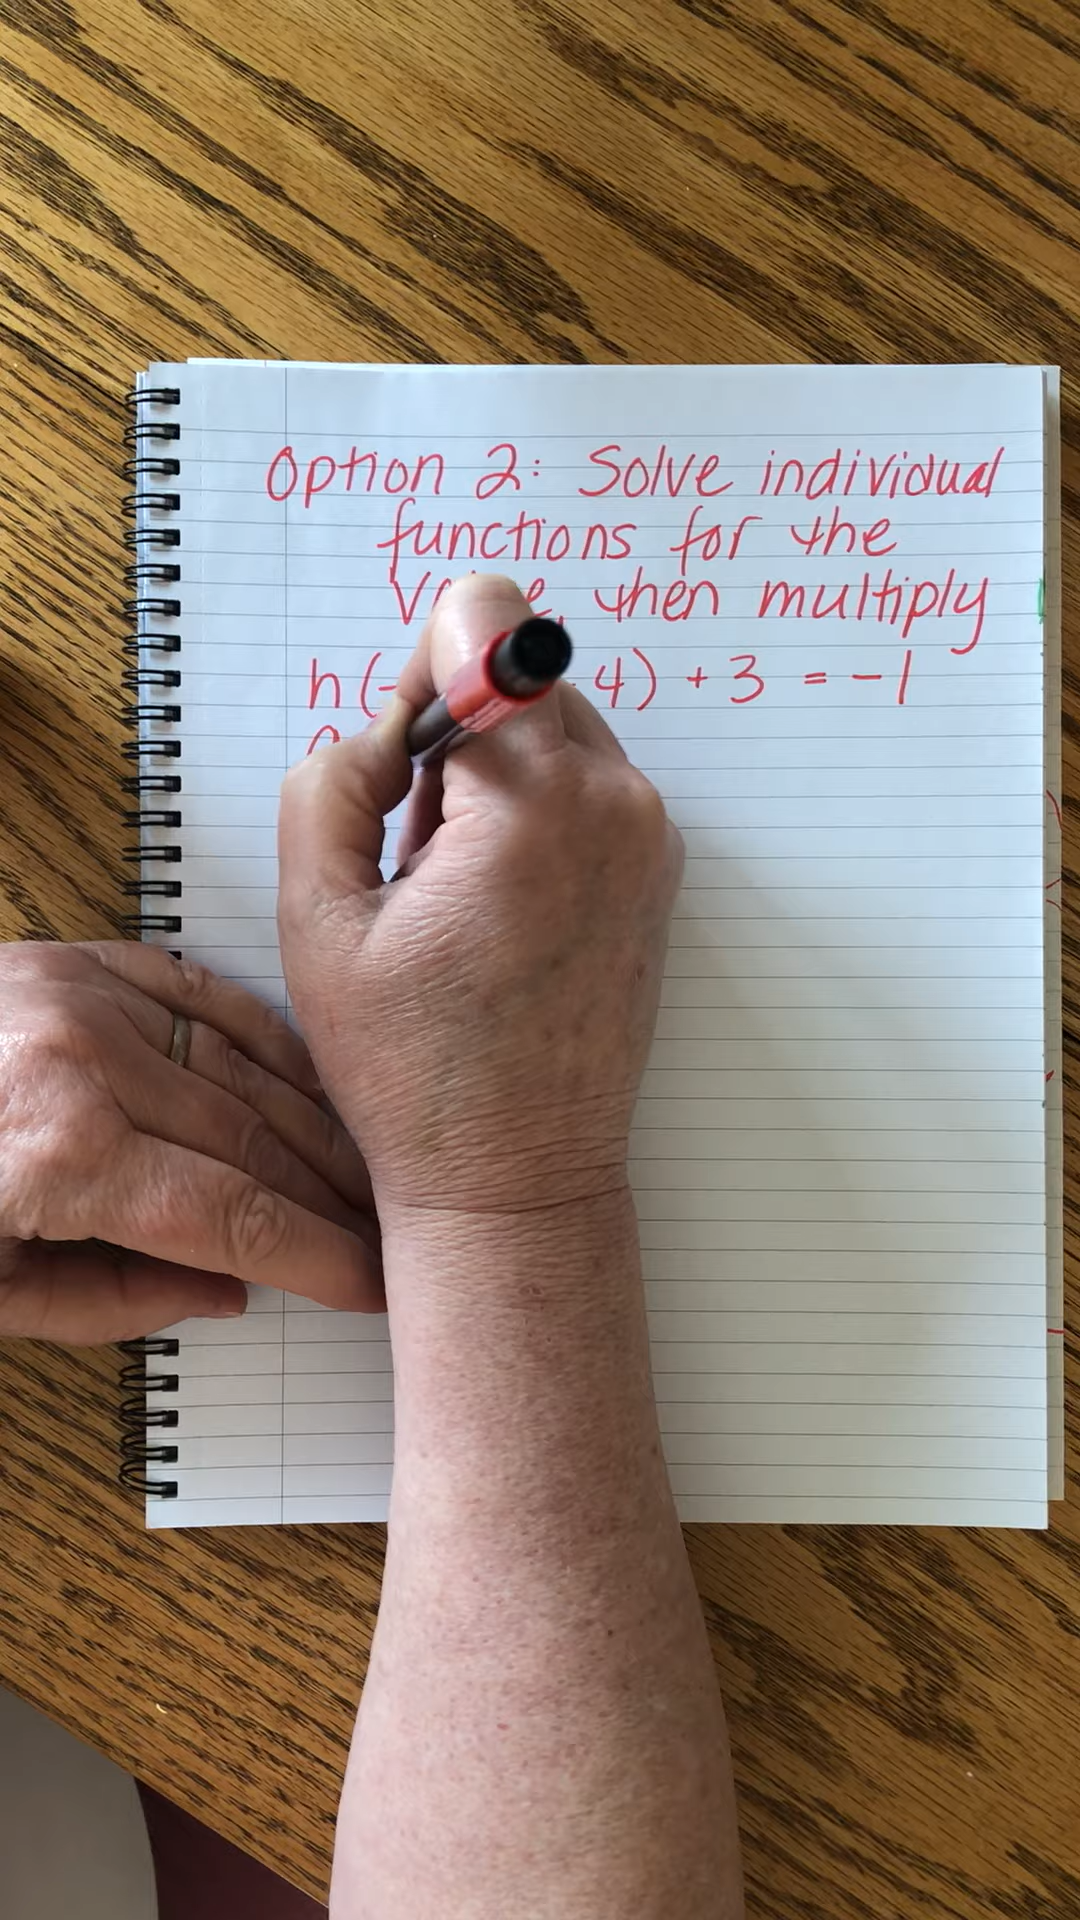 Option 2: Solve individual
functions for the
then multiply
h(- 4) + 3 = -1